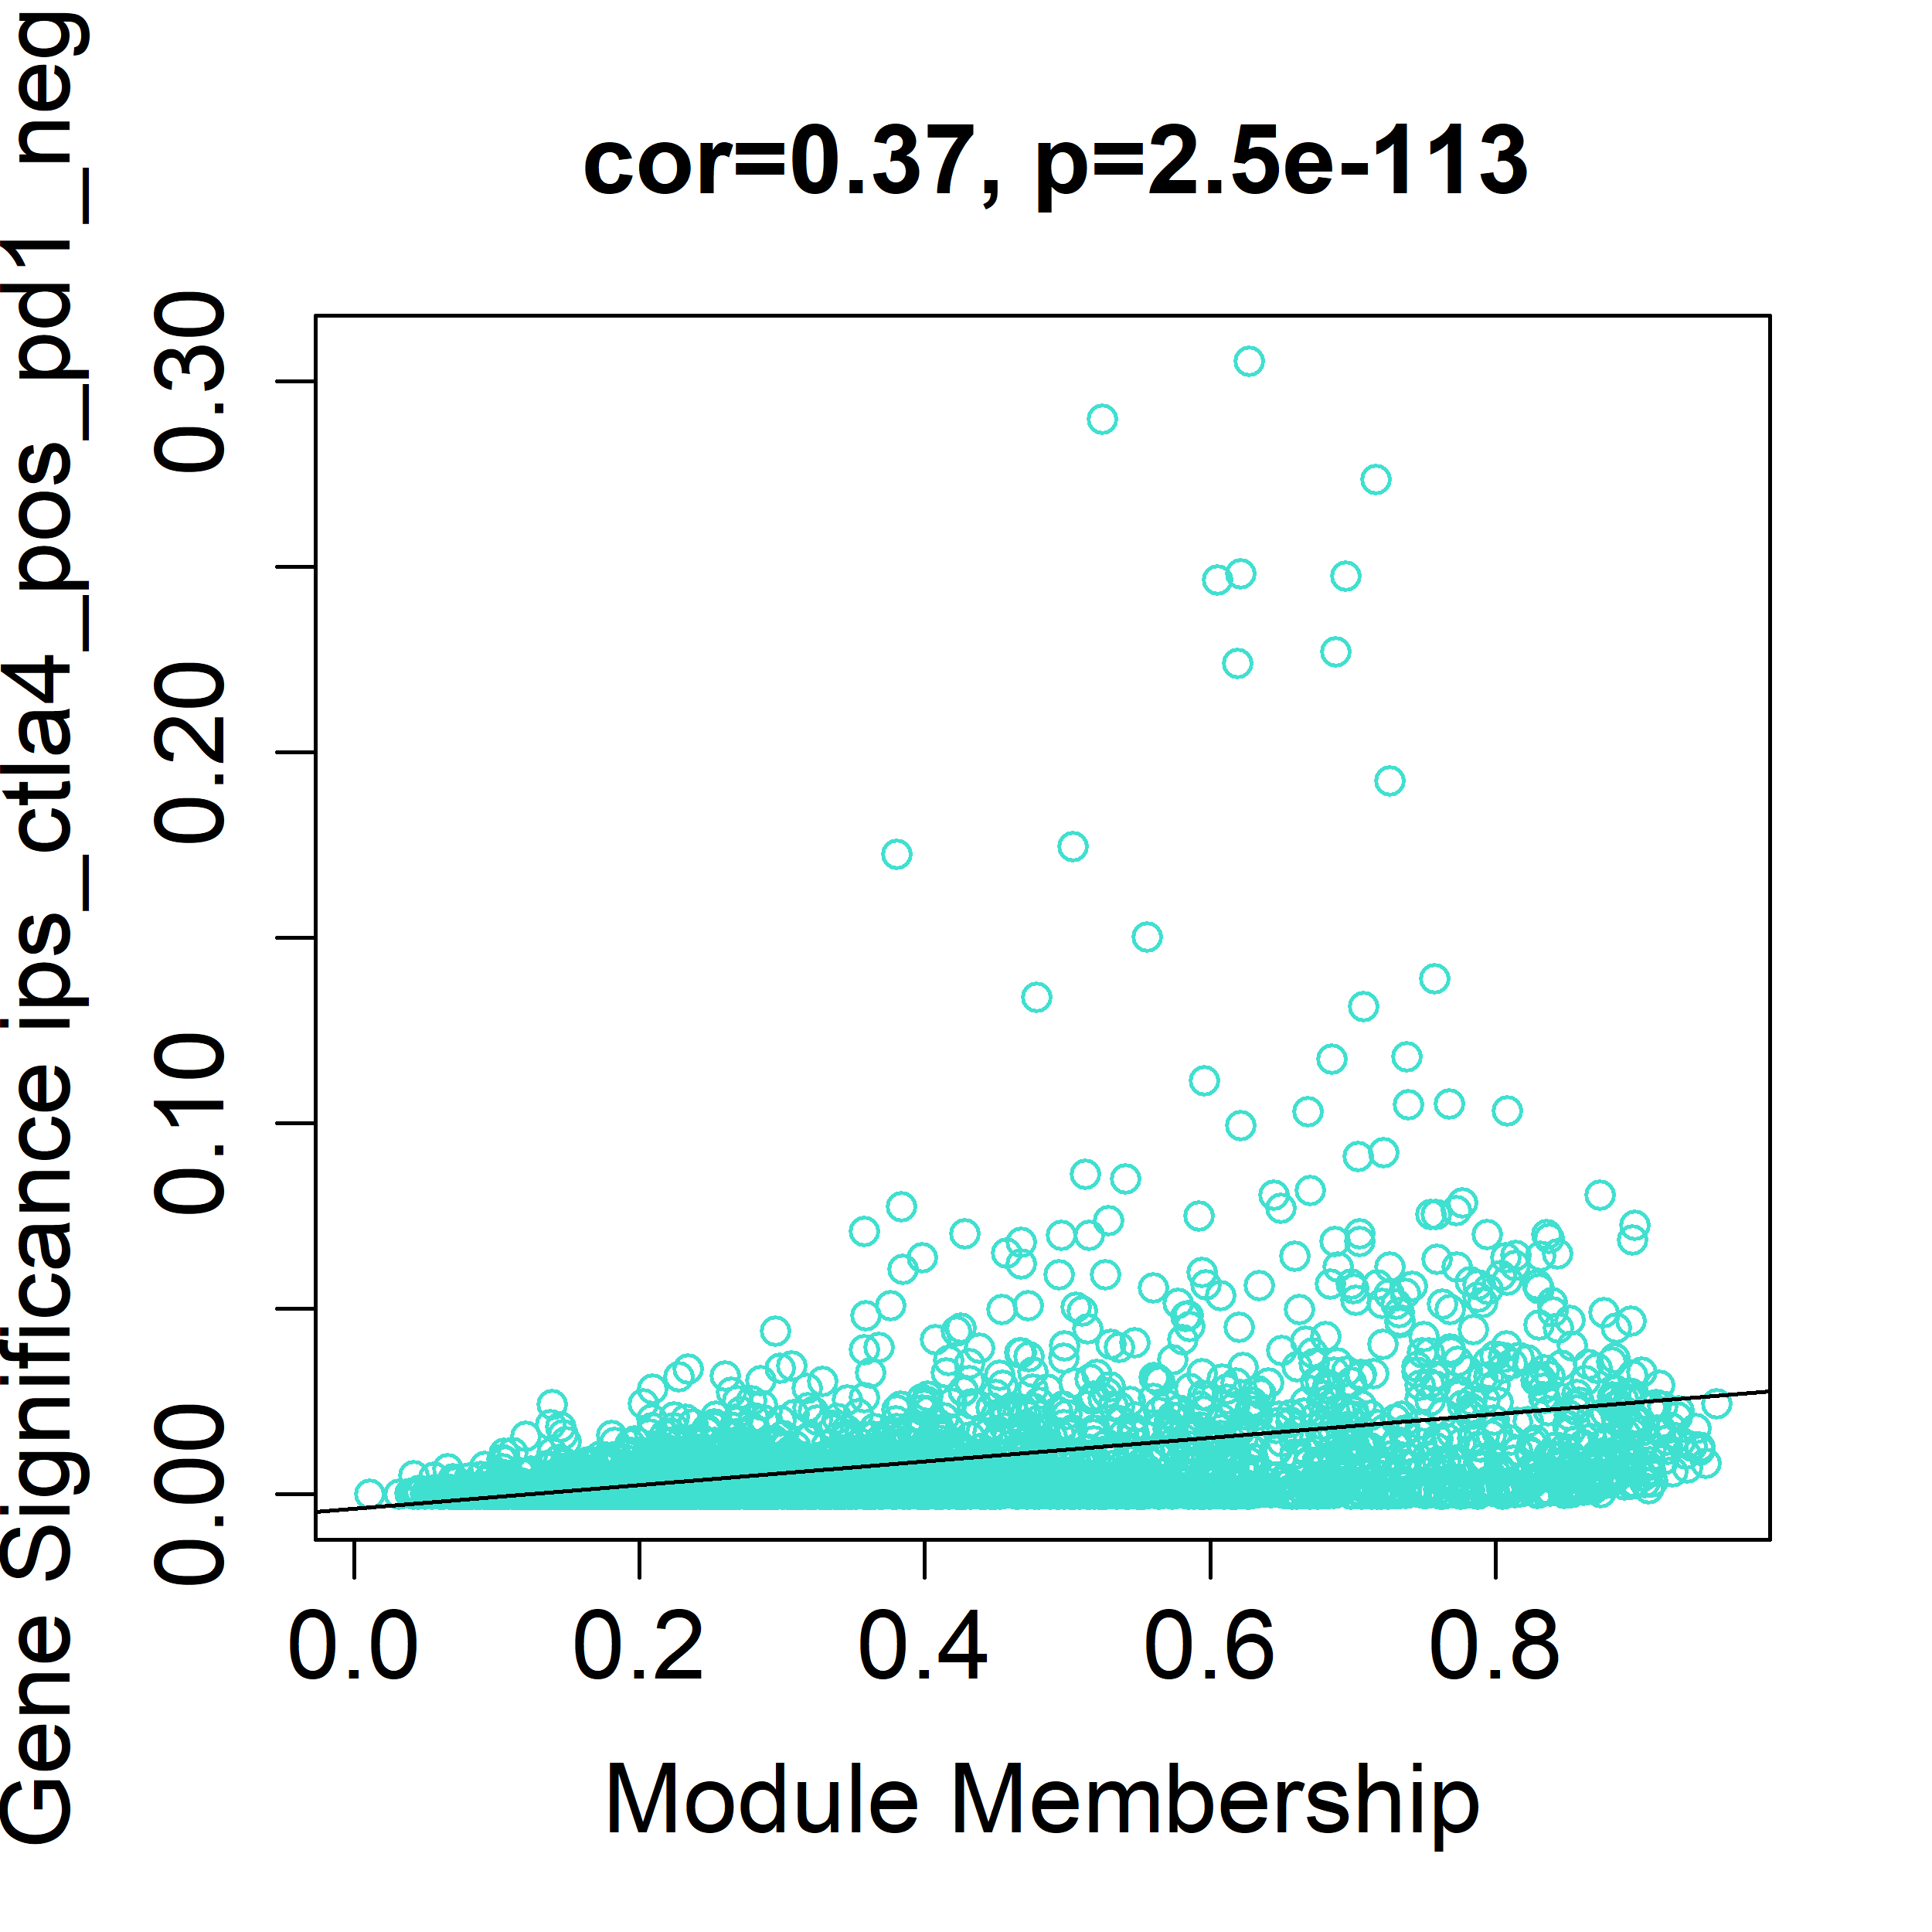 cor=0.37, p=2.5e-113
Gene Significance ips_ctla4_pos_pd1_neg
0.30
0.20
0.10
0.00
0.0 0.2 0.4 0.6 0.8
Module Membership